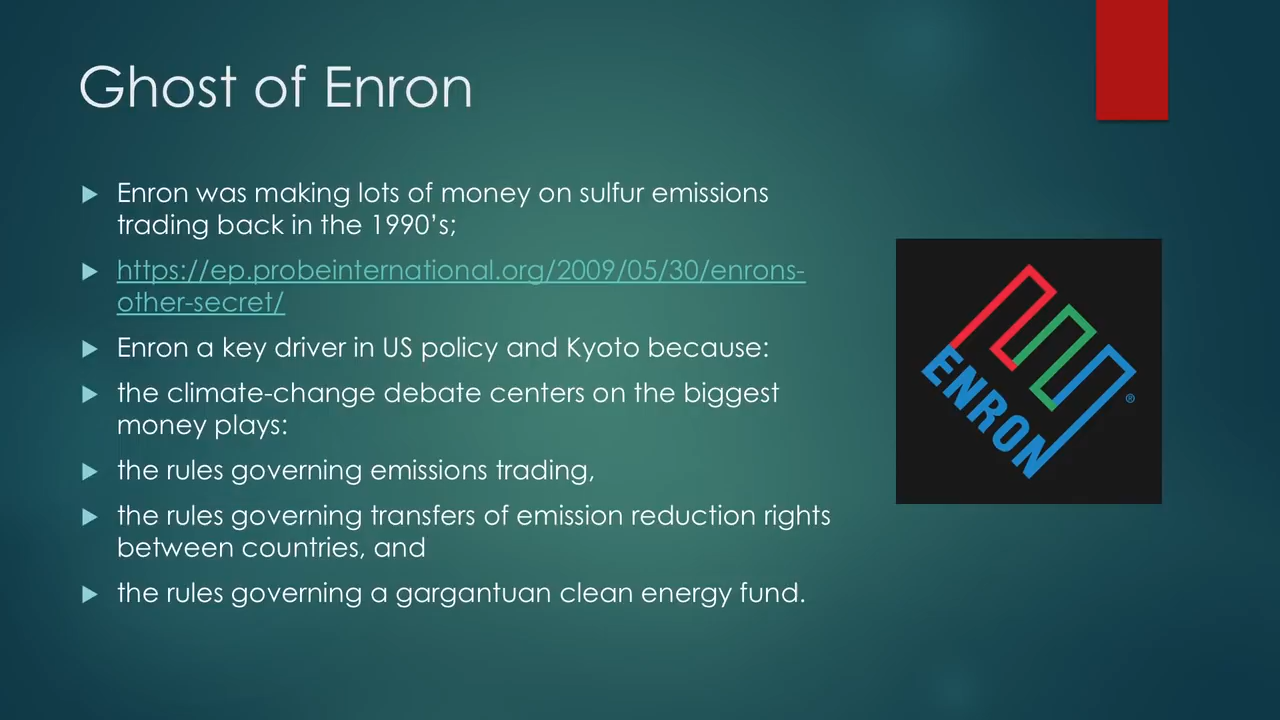 Ghost of Enron
Enron was making lots of money on sulfur emissions
trading back in the 1990's;
https://ep.probeinternational.org/2009/05/30/enrons-
other-secret/
Enron a key driver in US policy and Kyoto because:
the climate-change debate centers on the biggest
money plays:
the rules governing emissions trading,
the rules governing transfers of emission reduction rights
between countries, and
the rules governing a gargantuan clean energy fund.
ENRON
®